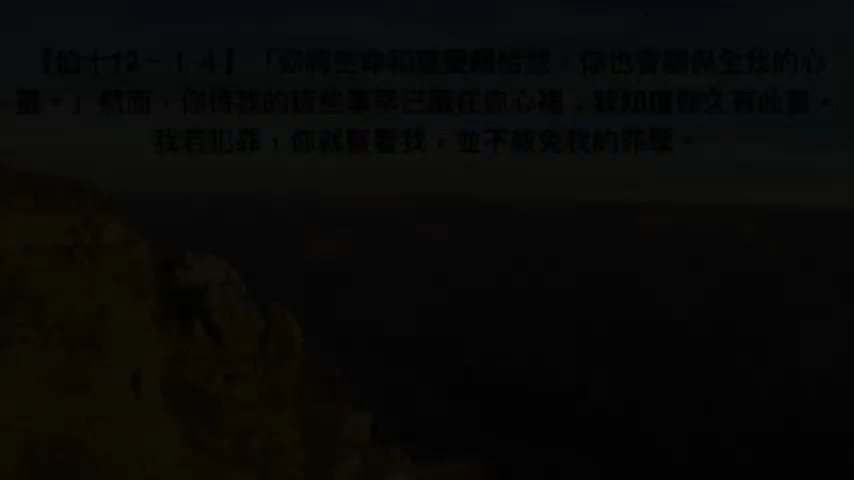 【伯十12－１４】「你將生命和慈愛賜給我，你也眷顧保全我的心
靈。」然而，你待我的這些事早已藏在你心裡；我知道你久有此意。
我若犯罪，你就察看我，並不赦免我的罪孽。